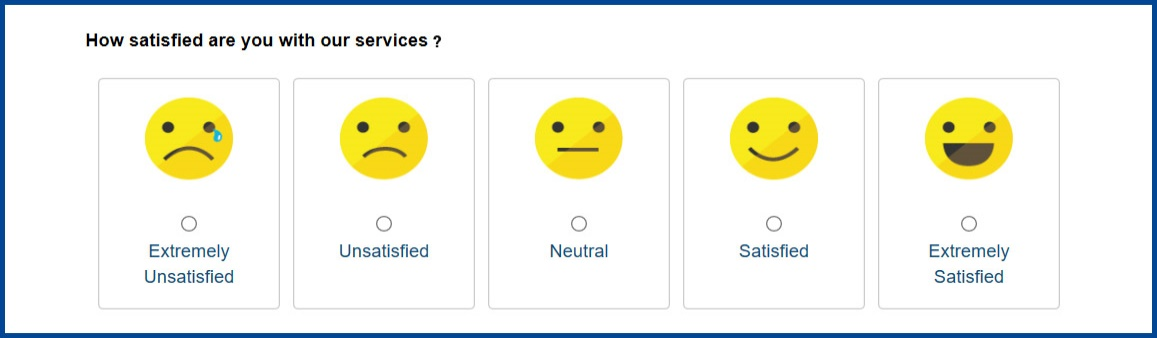 How satisfied are you with our services ?
Extremely
Unsatisfied
Unsatisfied
Neutral
Satisfied
Extremely
Satisfied